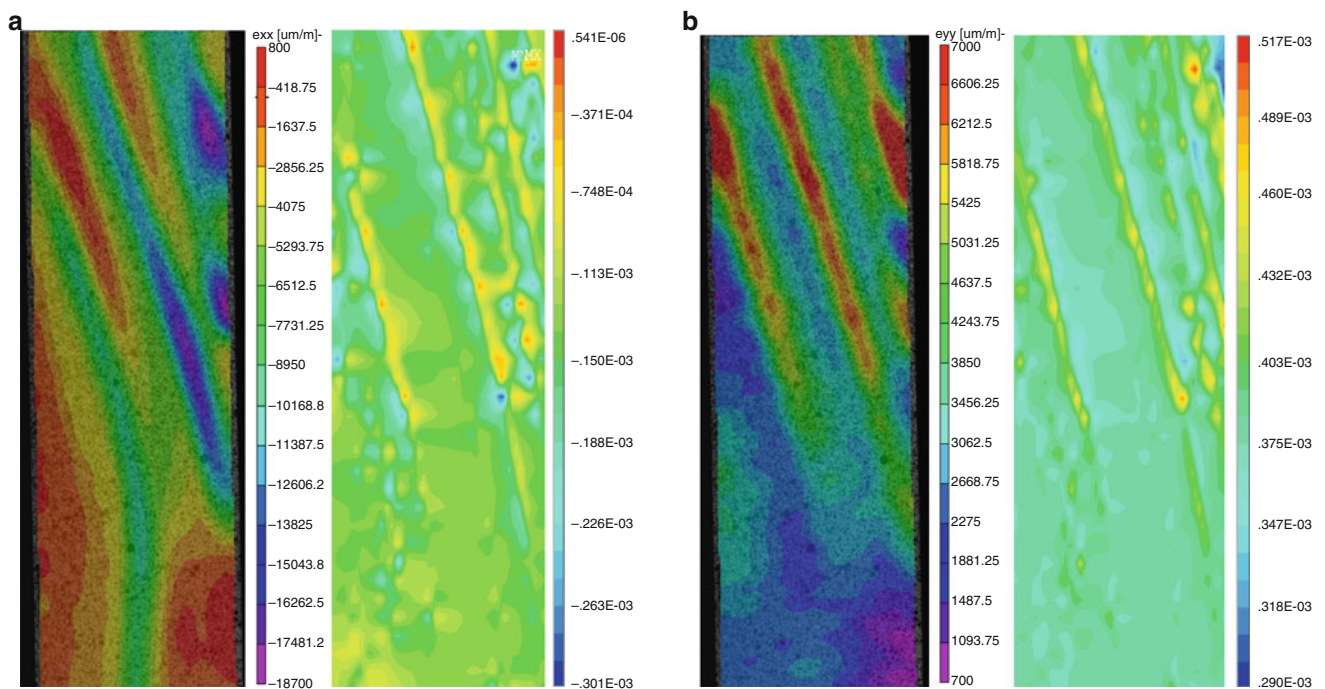 a
exx [um/m]-
800
–418.75
–1637.5
–2856.25
–4075
–5293.75
–6512.5
–7731.25
–8950
–10168.8
–11387.5
–12606.2
–13825
–15043.8
–16262.5
–17481.2
–18700
MX
.541E-06
–.371E-04
–.748E-04
–.113E-03
–.150E-03
–.188E-03
–.226E-03
–.263E-03
–.301E-03
b
eyy [um/m]-
7000
6606.25
6212.5
5818.75
5425
5031.25
4637.5
4243.75
3850
3456.25
3062.5
2668.75
2275
1881.25
1487.5
1093.75
700
.517E-03
.489E-03
.460E-03
.432E-03
.403E-03
.375E-03
.347E-03
.318E-03
.290E-03